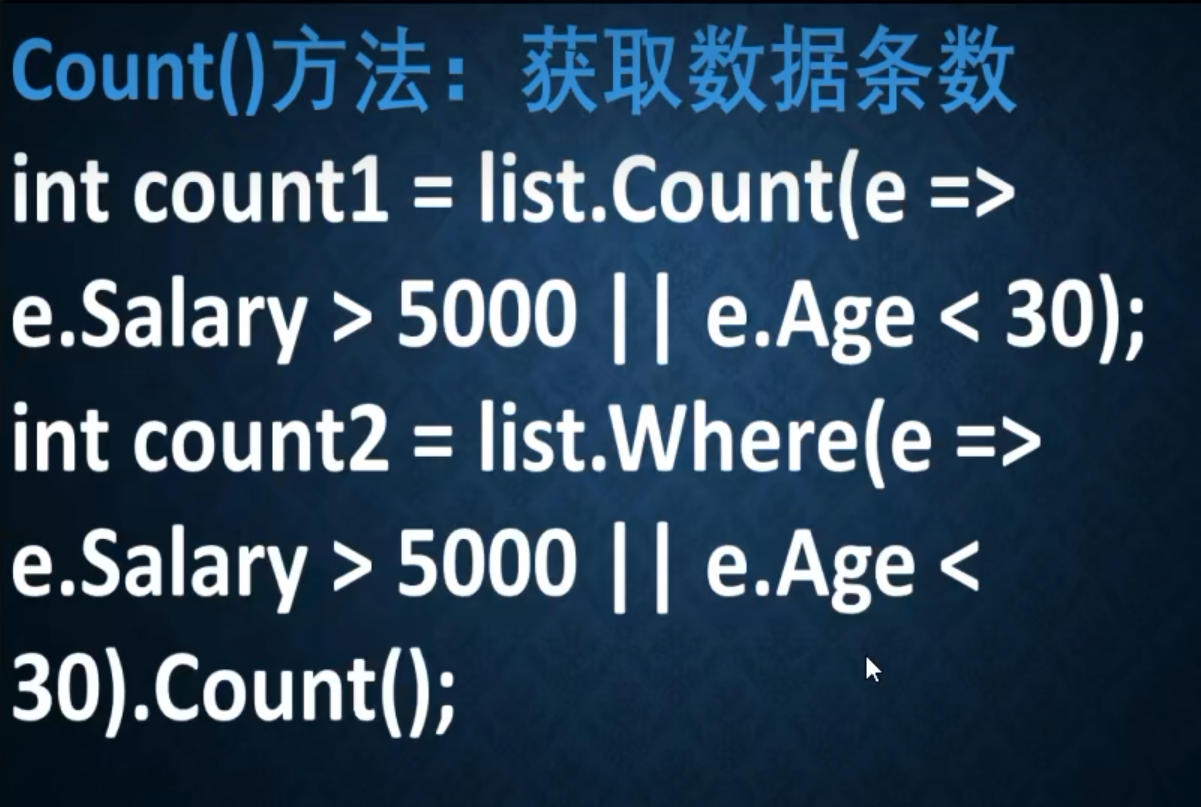 Count()方法：获取数据条数
int count1 = list.Count(e =>
e.Salary > 5000 || e.Age < 30);
int count2 = list.Where(e =>
e.Salary > 5000 || e.Age <
30).Count();